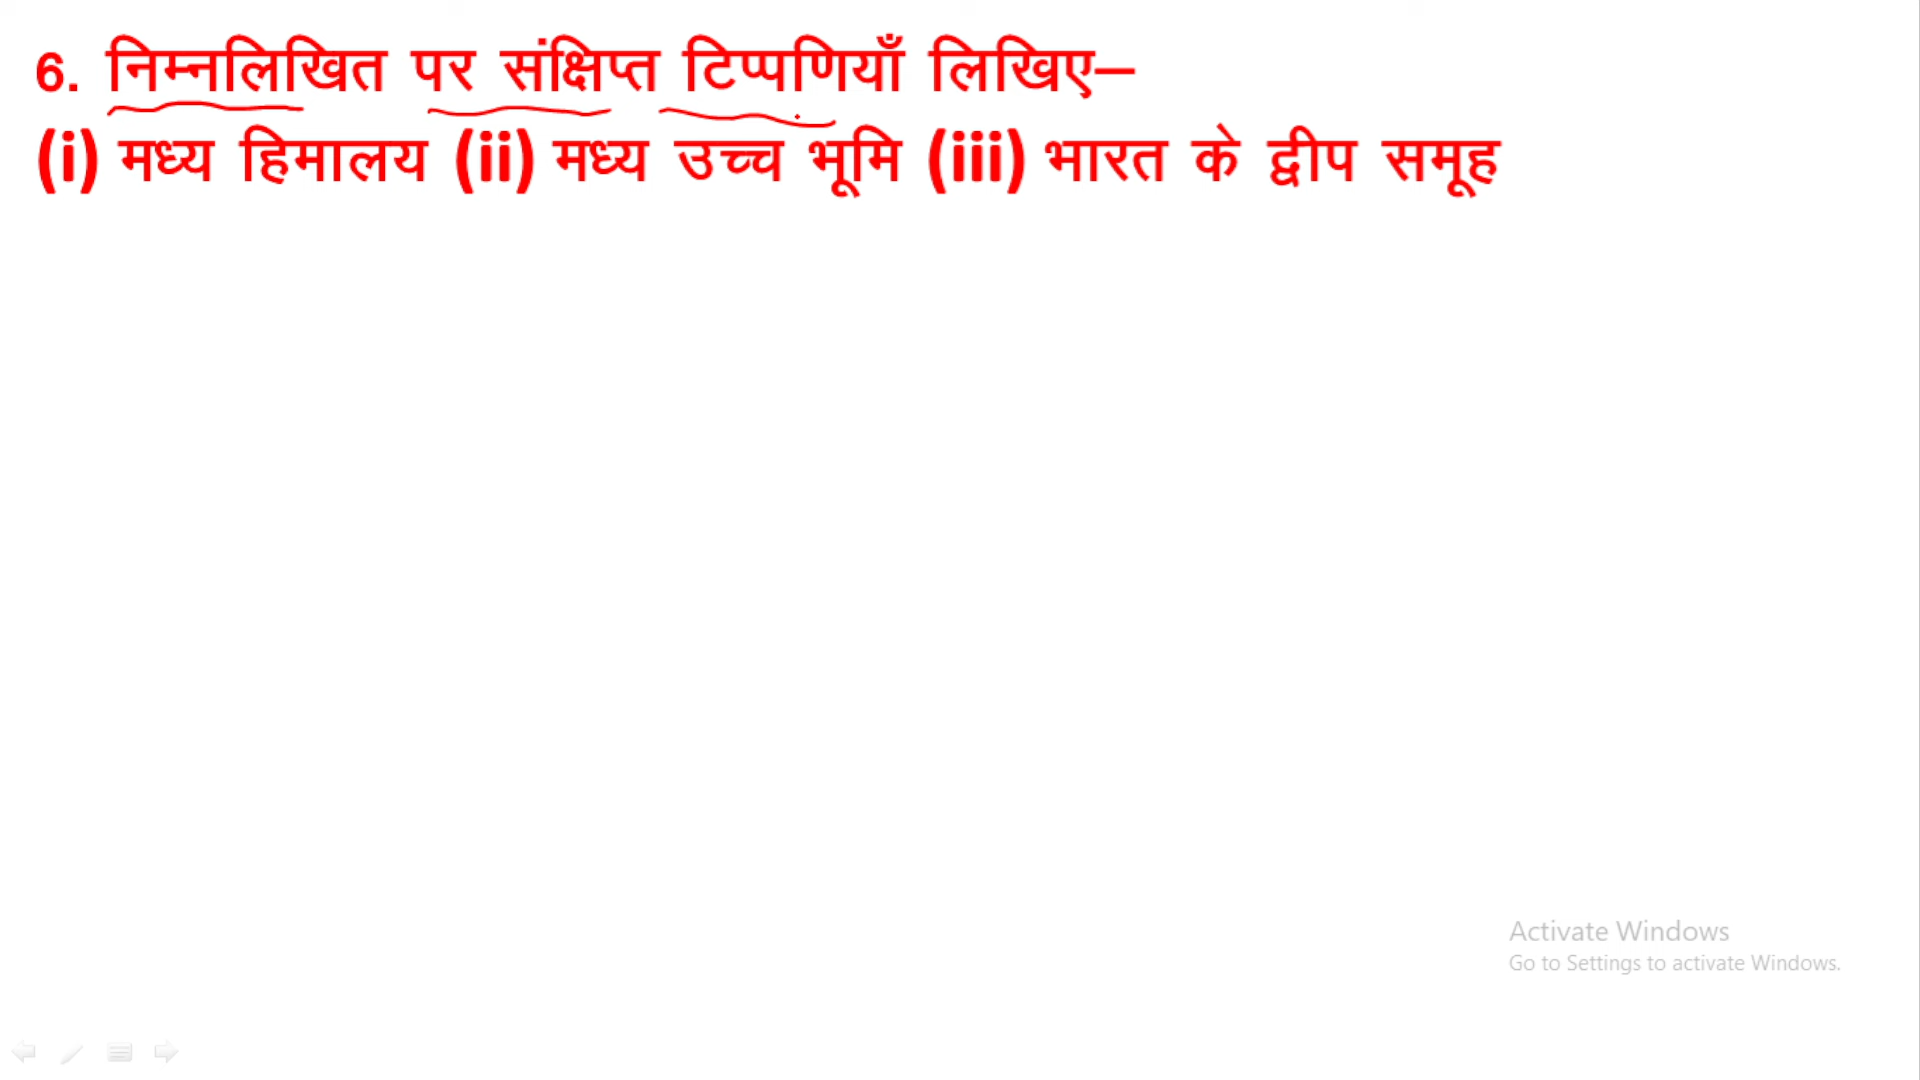 6. निम्नलिखित पर संक्षिप्त टिप्पणियाँ लिखिए–
(i) मध्य हिमालय (ii) मध्य उच्च भूमि (iii) भारत के द्वीप समूह
Activate Windows
Go to Settings to activate Windows.